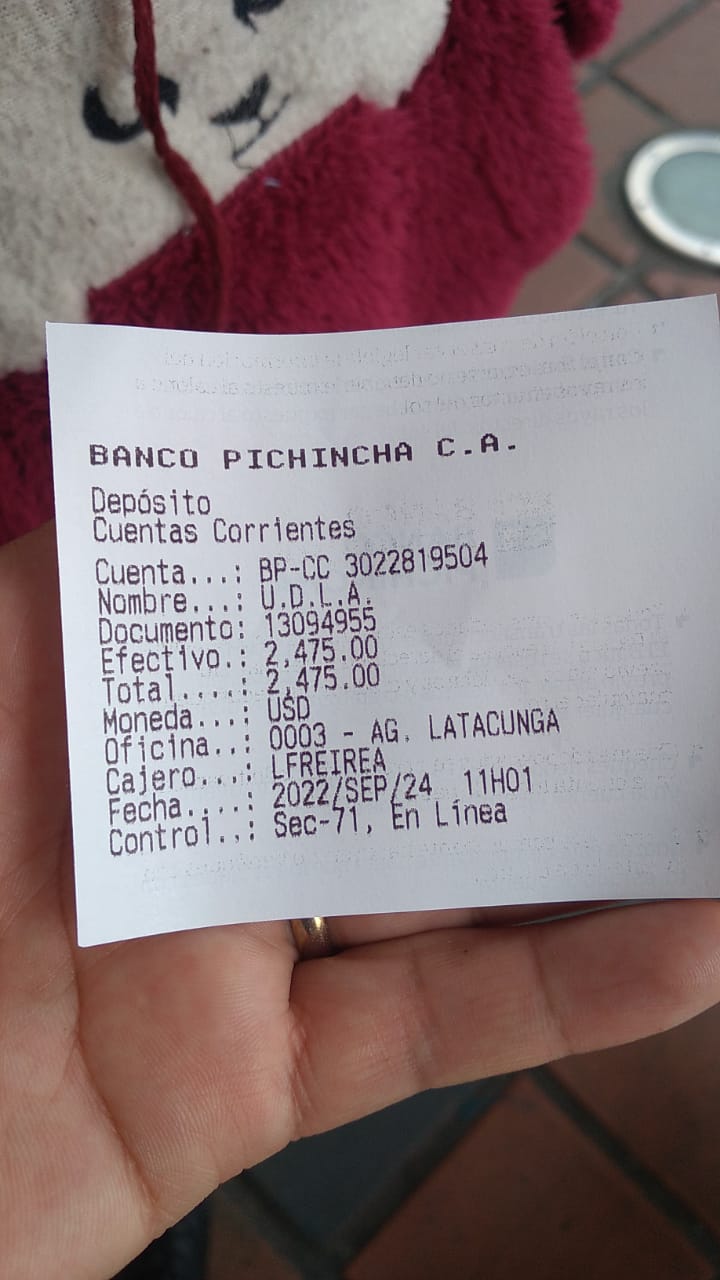 BANCO PICHINCHA C.A.
Depósito
Cuentas Corrientes
Cuenta...: BP-CC 3022819504
Nombre...: U.D.L.A.
Documento: 13094955
Efectivo.: 2,475.00
Total....: 2,475.00
Moneda...: USD
Oficina..: 0003 - AG. LATACUNGA
Cajero...: LFREIREA
Fecha....: 2022/SEP/24 11H01
Control..: Sec-71, En Línea